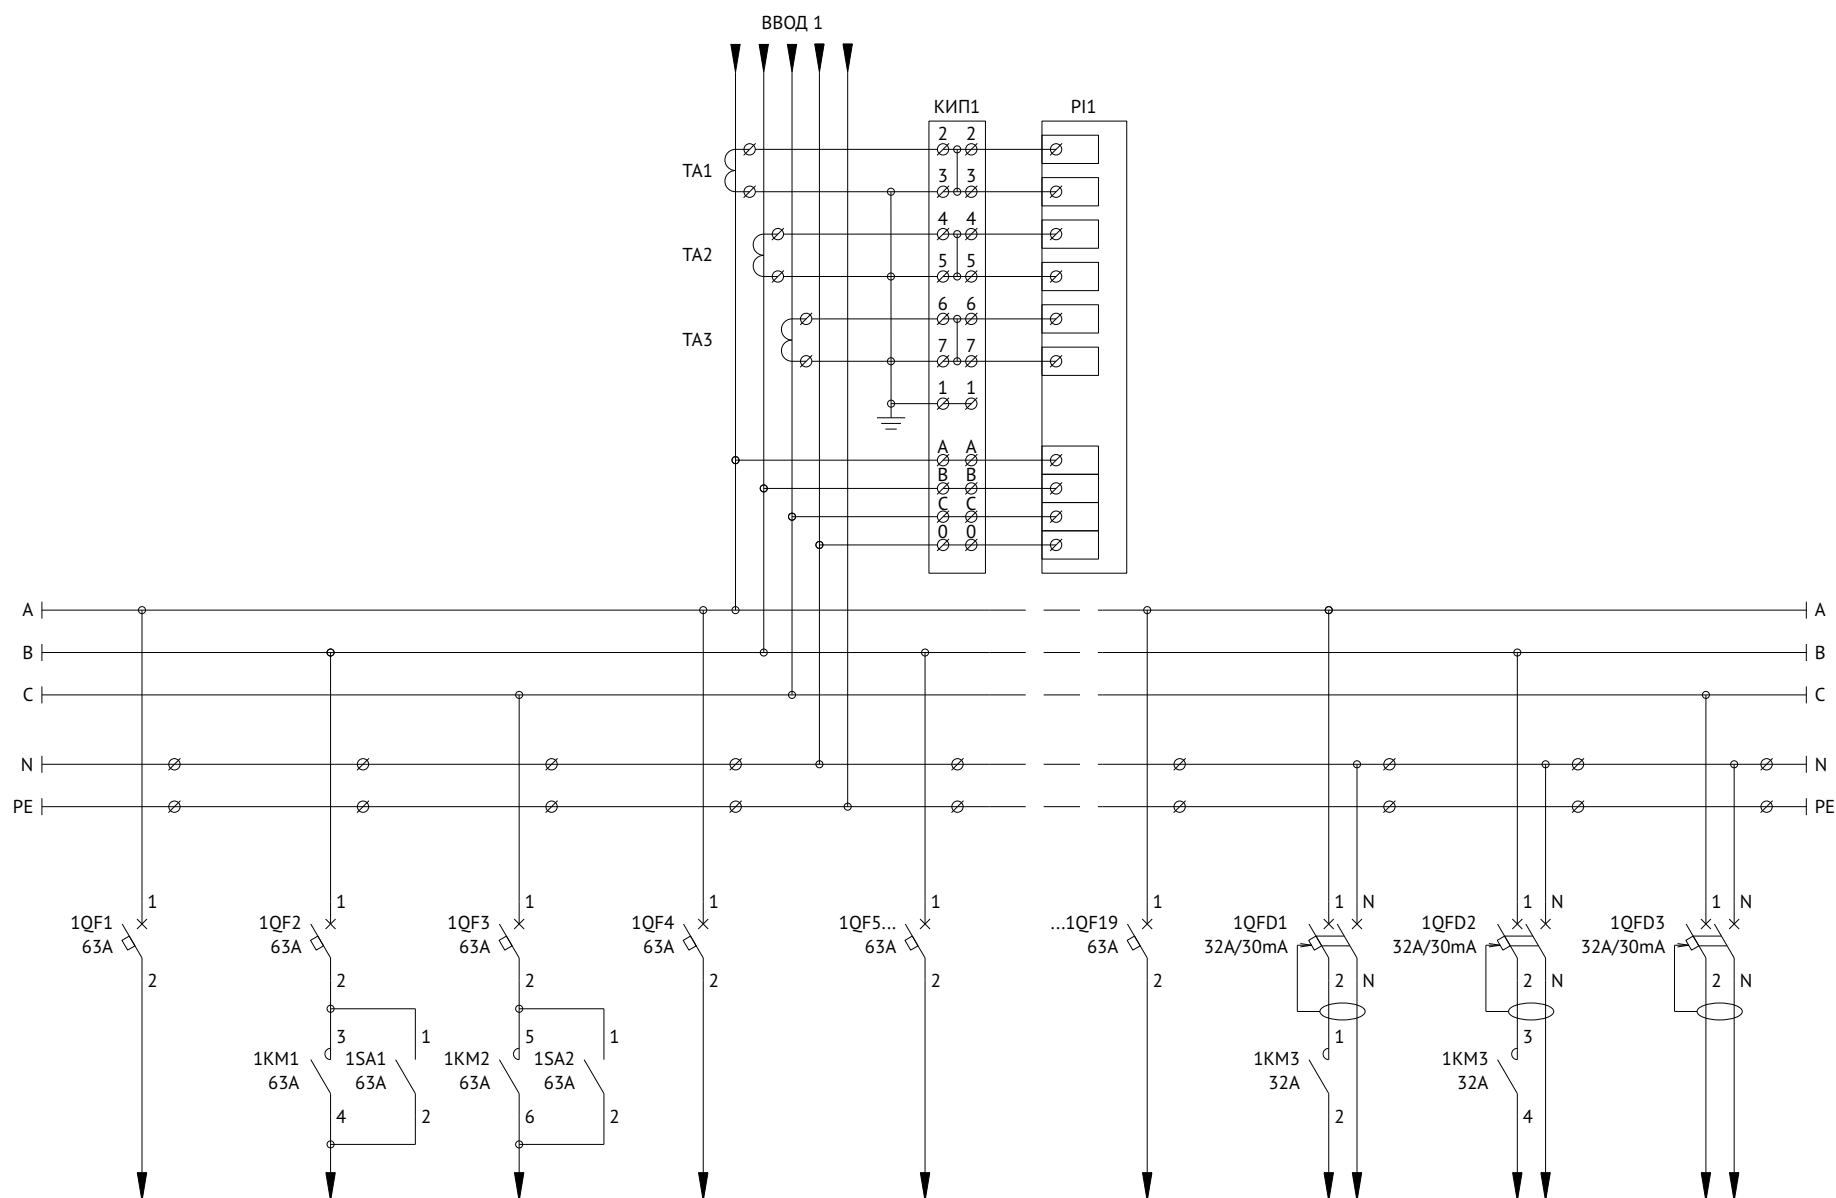 ВВОД 1
КИП1 PI1
2 2
TA1
3 3
4 4
TA2
5 5
6 6
TA3
7 7
1 1
A A
B B
C C
0 0
A A
B B
C C
N N
PE PE
1 1 1 1 1 1 1 N 1 N 1 N
1QF1 1QF2 1QF3 1QF4 1QF5... ...1QF19 1QFD1 1QFD2 1QFD3
63A 63A 63A 63A 63A 63A 32A/30mA 32A/30mA 32A/30mA
2 2 2 2 2 2 2 N 2 N 2 N
3 1 5 1 1 3
1KM1 1SA1 1KM2 1SA2 1KM3 1KM3
63A 63A 63A 63A 32A 32A
4 2 6 2 2 4